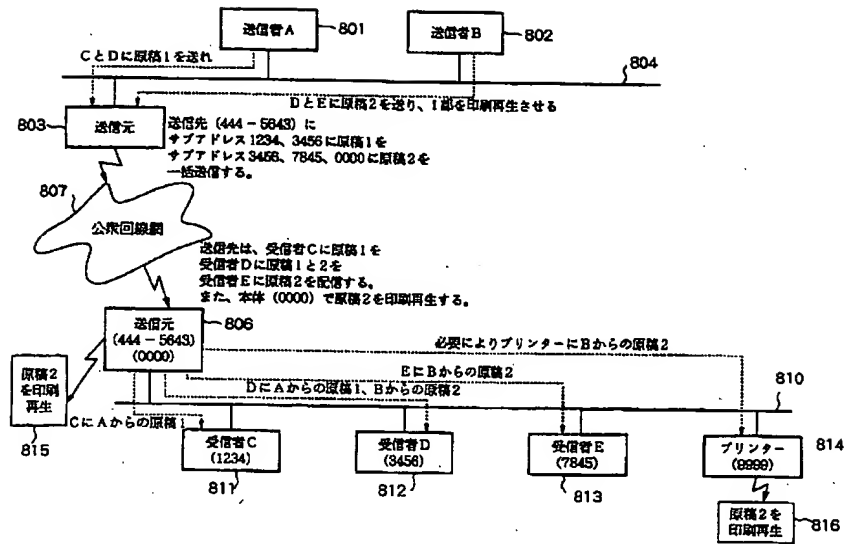 送信者A
801
送信者B
802
CとDに原稿1を送れ
804
DとEに原稿2を送り、1部を印刷再生させる
803
送信元
送信先(444-5643)に
サブアドレス1234、3456に原稿1を
サブアドレス3456、7845、0000に原稿2を
一括送信する。
807
公衆回線網
送信先は、受信者Cに原稿1を
受信者Dに原稿1と2を
受信者Eに原稿2を配信する。
また、本体(0000)で原稿2を印刷再生する。
送信元
(444-5643)
(0000)
806
必要によりプリンターにBからの原稿2
EにBからの原稿2
DにAからの原稿1、Bからの原稿2
810
原稿2
を印刷
再生
815
CにAからの原稿1
受信者C
(1234)
811
受信者D
(3456)
812
受信者E
(7845)
813
プリンター
(9999)
814
原稿2を
印刷再生
816